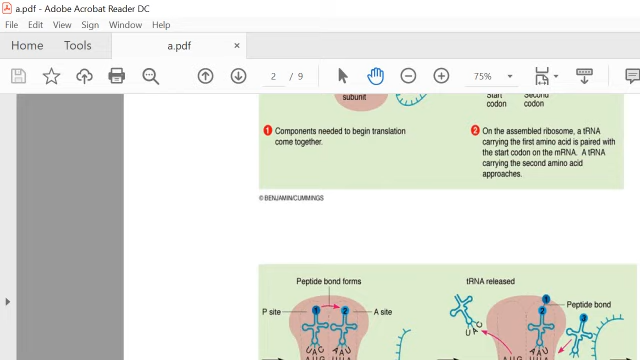 a.pdf - Adobe Acrobat Reader DC
File Edit View Sign Window Help
Home Tools a.pdf ×
2 / 9 75%
subunit
Start codon
Second codon
1 Components needed to begin translation
come together.
2 On the assembled ribosome, a tRNA
carrying the first amino acid is paired with
the start codon on the mRNA. A tRNA
carrying the second amino acid
approaches.
© BENJAMIN/CUMMINGS
Peptide bond forms
P site
1 2
A site
UAC
tRNA released
UAC
1
2
Peptide bond
3